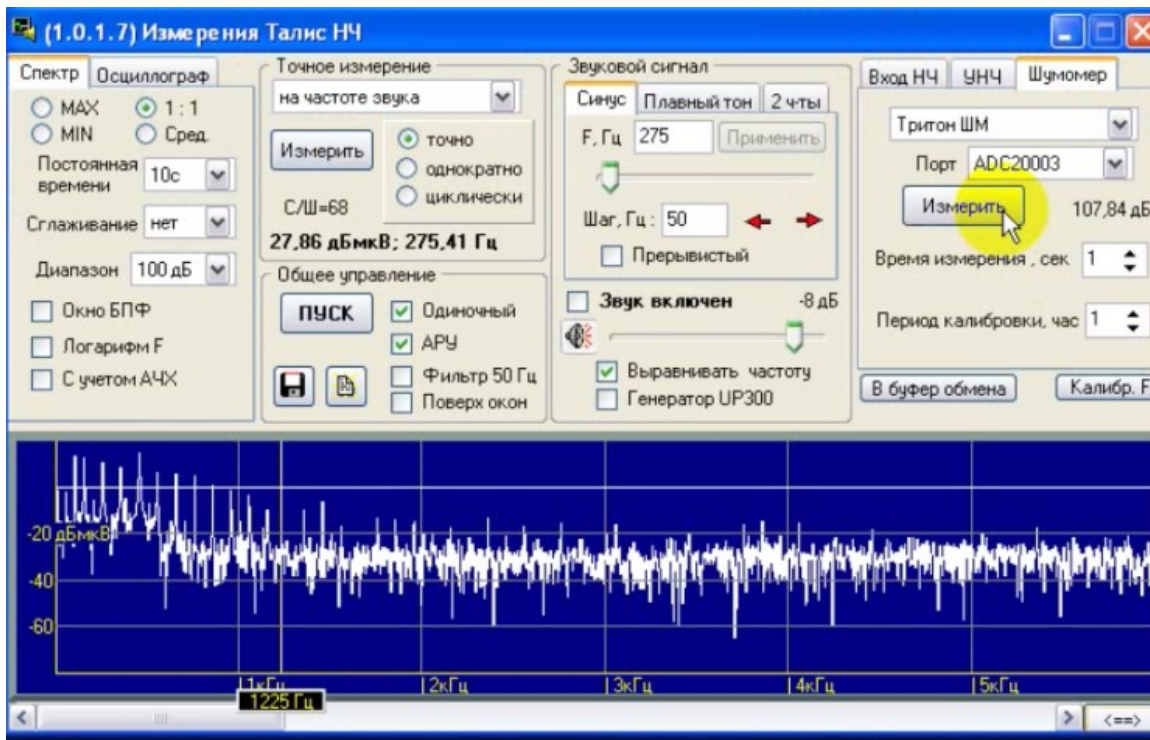 (1.0.1.7) Измерения Талис НЧ
Спектр Осциллограф
MAX 1 : 1
MIN Сред.
Постоянная времени 10с
Сглаживание нет
Диапазон 100 дБ
Окно БПФ
Логарифм F
С учетом АЧХ
Точное измерение
на частоте звука
Измерить
точно
однократно
циклически
С/Ш=68
27,86 дБмкВ; 275,41 Гц
Общее управление
ПУСК
Одиночный
АРУ
Фильтр 50 Гц
Поверх окон
Звуковой сигнал
Синус Плавный тон 2 ч-ты
F, Гц 275 Применить
Шаг, Гц : 50
Прерывистый
Звук включен -8 дБ
Выравнивать частоту
Генератор UP300
Вход НЧ УНЧ Шумомер
Тритон ШМ
Порт ADC20003
Измерить 107,84 дБ
Время измерения , сек 1
Период калибровки, час 1
В буфер обмена Калибр. F
-20 дБмкВ
-40
-60
1кГц 2кГц 3кГц 4кГц 5кГц
1225 Гц
<==>